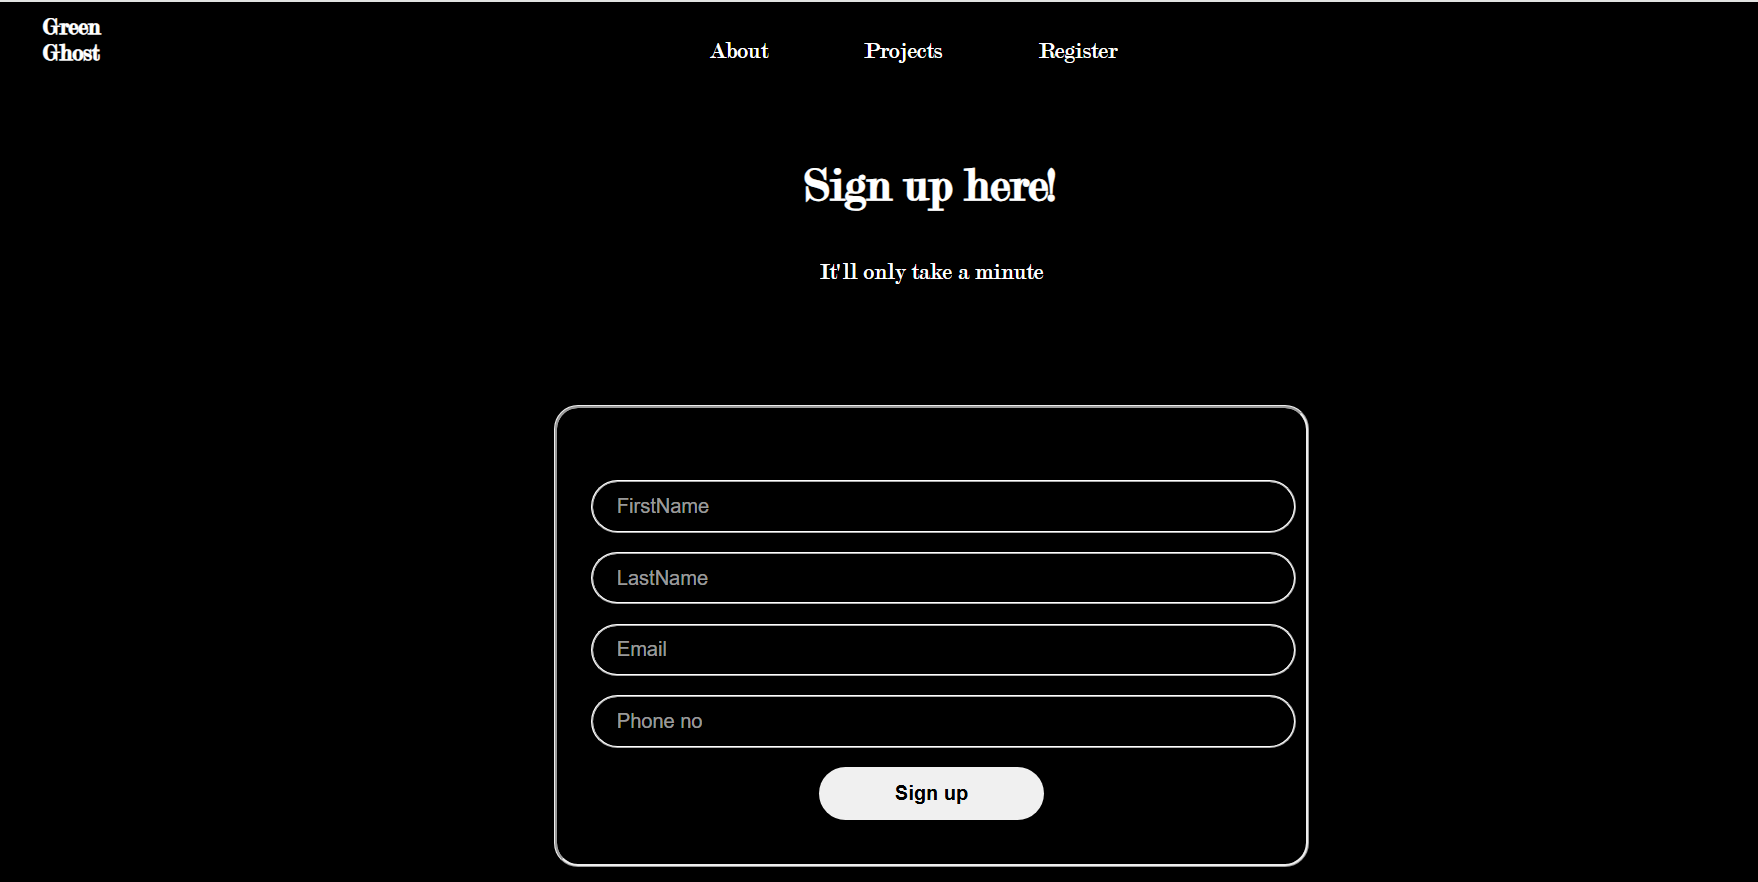 Green
Ghost
About Projects Register
Sign up here!
It'll only take a minute
FirstName
LastName
Email
Phone no
Sign up